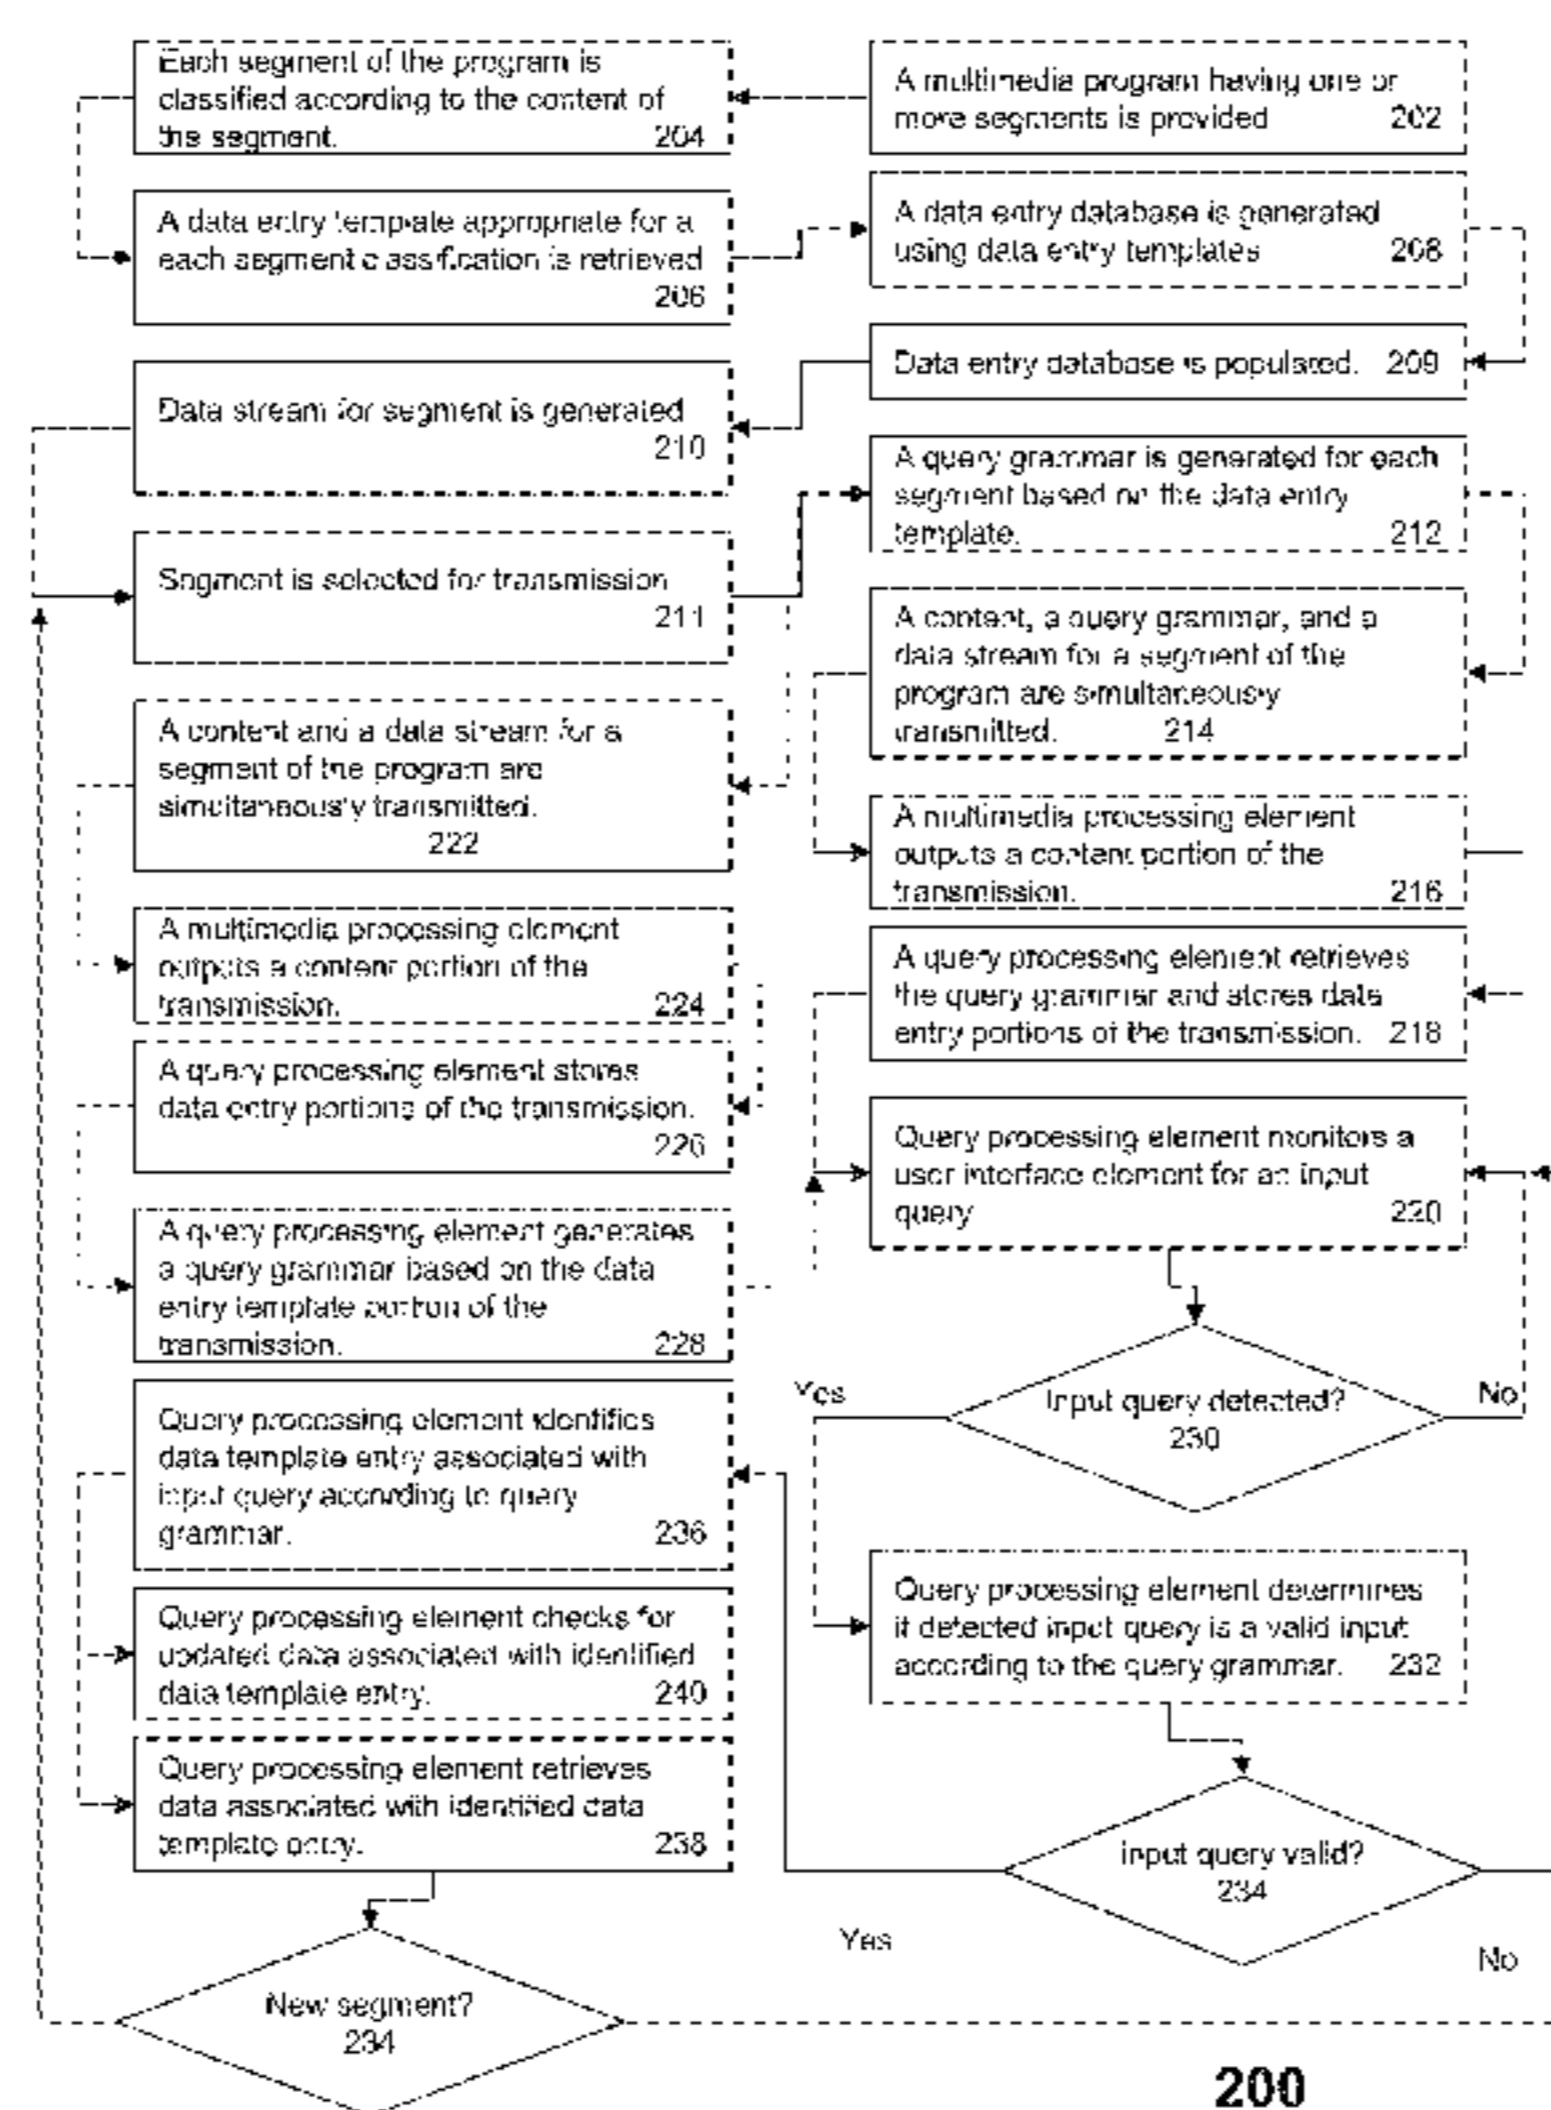 Each segment of the program is
classified according to the content of
the segment. 204
A multimedia program having one or
more segments is provided 202
A data entry template appropriate for a
each segment classification is retrieved
206
A data entry database is generated
using data entry templates 208
Data entry database is populated. 209
Data stream for segment is generated
210
A query grammar is generated for each
segment based on the data entry
template. 212
Segment is selected for transmission
211
A content, a query grammar, and a
data stream for a segment of the
program are simultaneously
transmitted. 214
A content and a data stream for a
segment of the program are
simultaneously transmitted.
222
A multimedia processing element
outputs a content portion of the
transmission. 216
A multimedia processing element
outputs a content portion of the
transmission. 224
A query processing element retrieves
the query grammar and stores data
entry portions of the transmission. 218
A query processing element stores
data entry portions of the transmission.
226
Query processing element monitors a
user interface element for an input
query 220
A query processing element generates
a query grammar based on the data
entry template portion of the
transmission. 228
Yes
Input query detected?
230
No
Query processing element identifies
data template entry associated with
input query according to query
grammar. 236
Query processing element determines
if detected input query is a valid input
according to the query grammar. 232
Query processing element checks for
updated data associated with identified
data template entry. 240
Query processing element retrieves
data associated with identified data
template entry. 238
input query valid?
234
Yes
No
New segment?
234
200